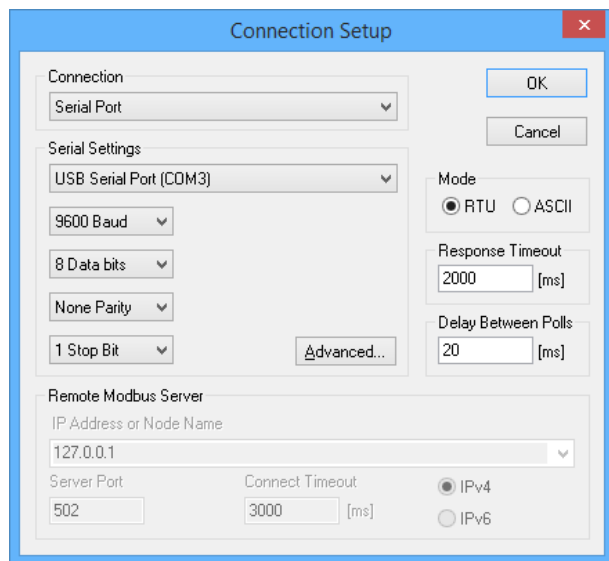 Connection Setup
Connection
Serial Port
OK
Cancel
Serial Settings
USB Serial Port (COM3)
9600 Baud
8 Data bits
None Parity
1 Stop Bit
Advanced...
Mode
RTU ASCII
Response Timeout
2000 [ms]
Delay Between Polls
20 [ms]
Remote Modbus Server
IP Address or Node Name
127.0.0.1
Server Port Connect Timeout
502 3000 [ms]
IPv4
IPv6